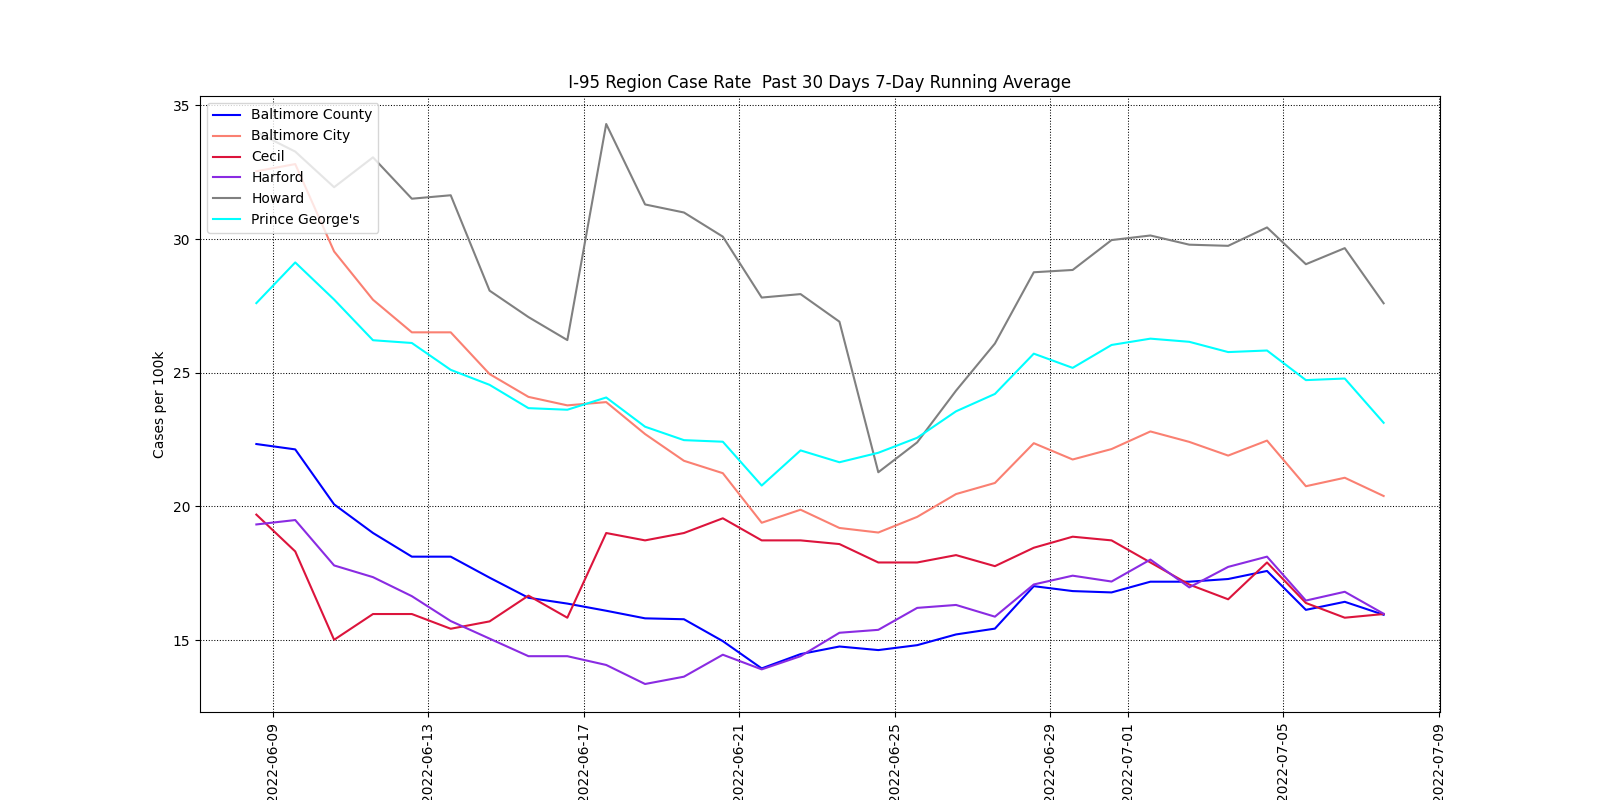 I-95 Region Case Rate  Past 30 Days 7-Day Running Average
Baltimore County
Baltimore City
Cecil
Harford
Howard
Prince George's
Cases per 100k
35
30
25
20
15
2022-06-09
2022-06-13
2022-06-17
2022-06-21
2022-06-25
2022-06-29
2022-07-01
2022-07-05
2022-07-09